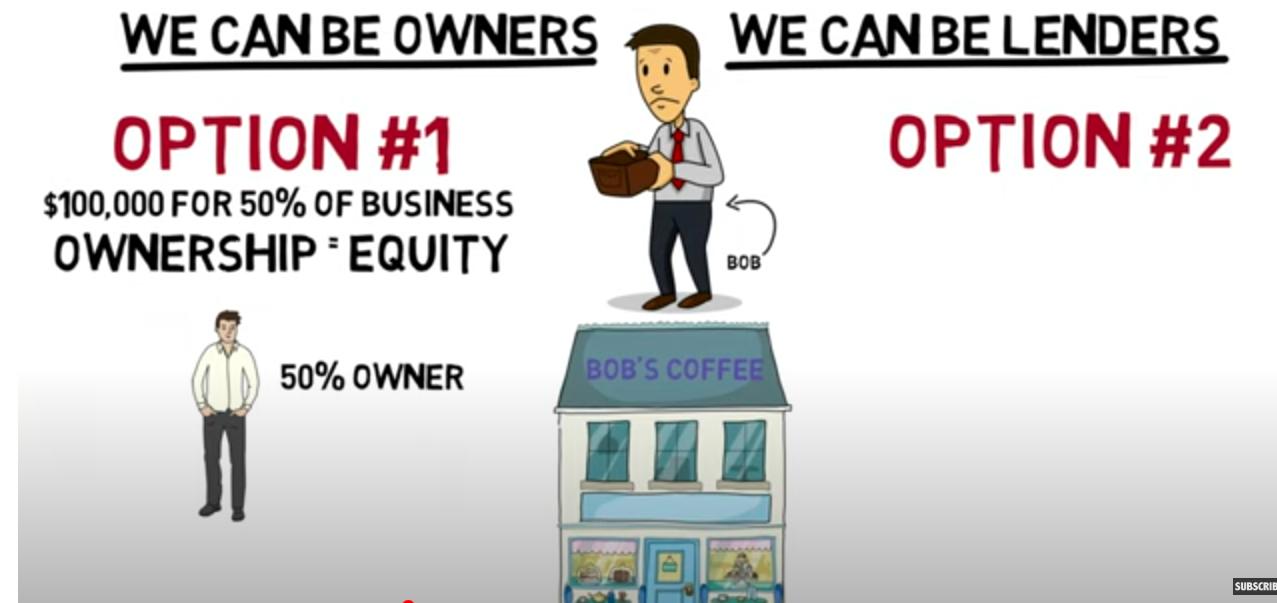 WE CAN BE OWNERS
WE CAN BE LENDERS
OPTION #1
OPTION #2
$100,000 FOR 50% OF BUSINESS
OWNERSHIP = EQUITY
BOB
50% OWNER
BOB'S COFFEE
SUBSCRIB